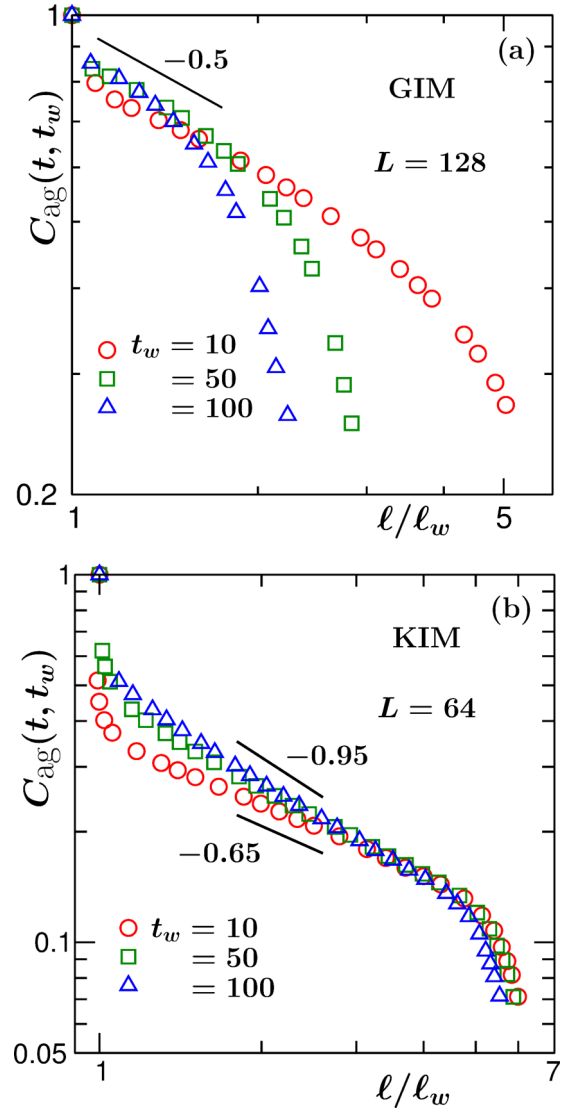 1
(a)
−0.5
GIM
L = 128
C_ag(t, t_w)
t_w = 10
= 50
= 100
0.2
1
ℓ/ℓ_w
5
1
(b)
KIM
−0.95
L = 64
C_ag(t, t_w)
−0.65
t_w = 10
0.1
= 50
= 100
0.05
1
ℓ/ℓ_w
7